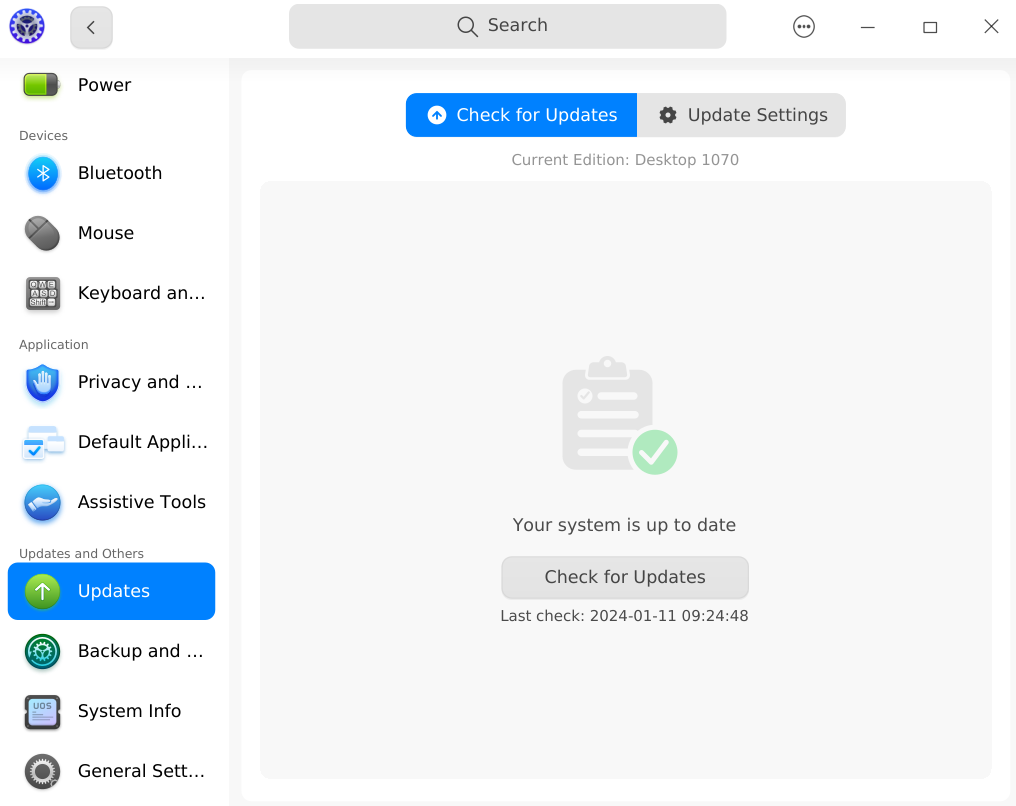 Search
Power
Devices
Bluetooth
Mouse
Keyboard an...
Application
Privacy and ...
Default Appli...
Assistive Tools
Updates and Others
Updates
Backup and ...
UOS
System Info
General Sett...
Check for Updates
Update Settings
Current Edition: Desktop 1070
Your system is up to date
Check for Updates
Last check: 2024-01-11 09:24:48